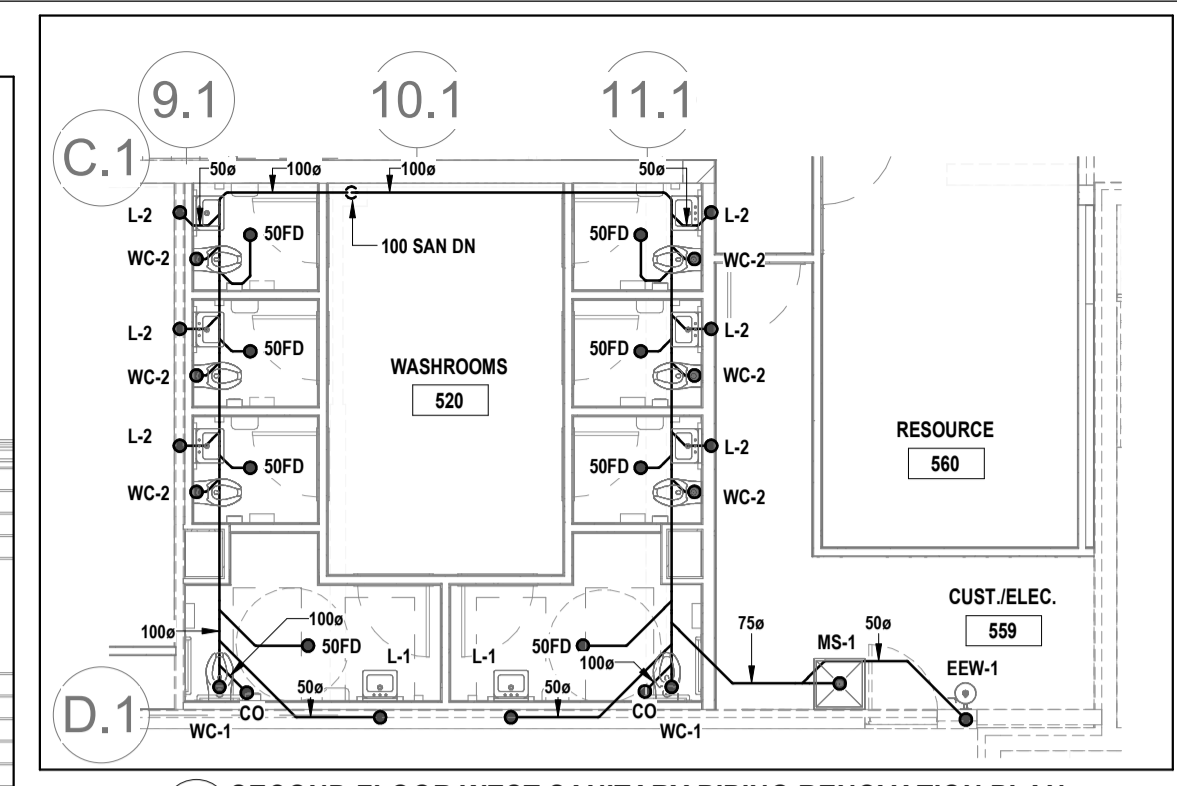 9.1 10.1 11.1
C.1
50ø 100ø 100ø 50ø
L-2 50FD 50FD L-2
100 SAN DN
WC-2 WC-2
L-2 50FD 50FD L-2
WASHROOMS
WC-2 WC-2
520
L-2 50FD 50FD L-2
RESOURCE
560
WC-2 WC-2
CUST./ELEC.
559
100ø 100ø 75ø MS-1 50ø
50FD L-1 L-1 50FD
100ø
EEW-1
50ø 50ø
CO CO
D.1
WC-1 WC-1
SECOND FLOOR WEST SANITARY PIPING RENOVATION PLAN